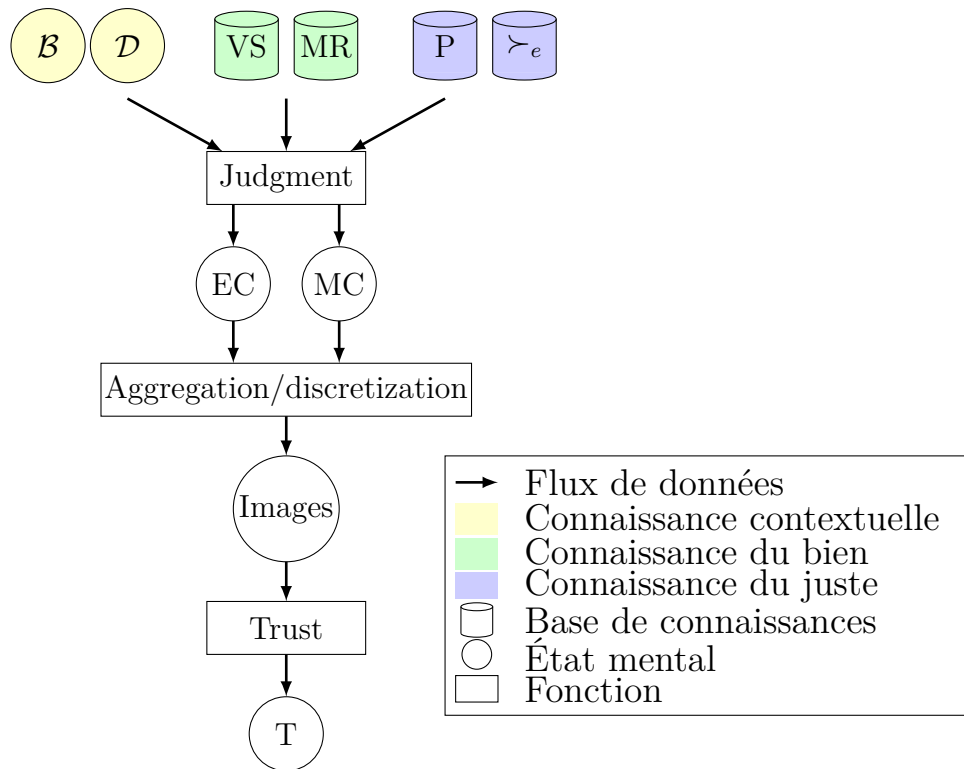 ℬ 𝒟 VS MR P ≻e
Judgment
EC MC
Aggregation/discretization
Images
Trust
T
Flux de données
Connaissance contextuelle
Connaissance du bien
Connaissance du juste
Base de connaissances
État mental
Fonction